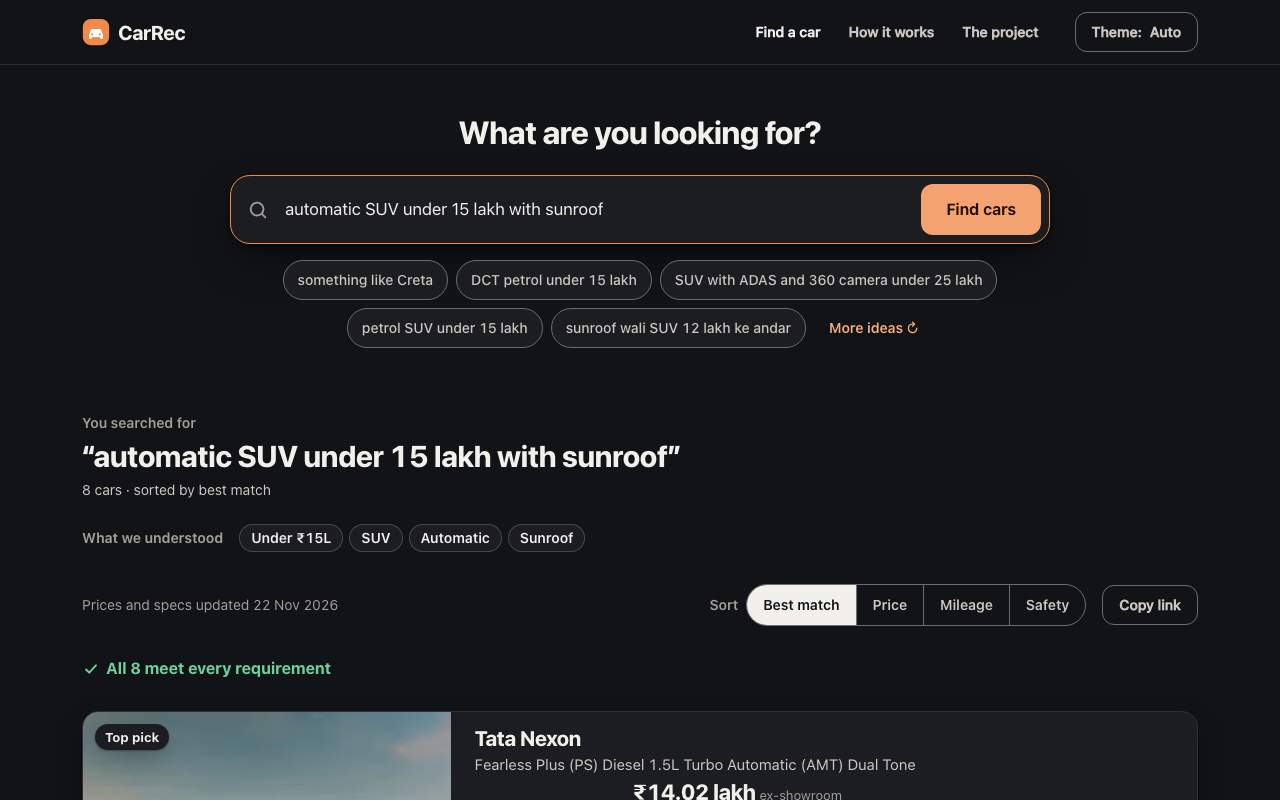 CarRec
Find a car
How it works
The project
Theme: Auto
What are you looking for?
automatic SUV under 15 lakh with sunroof
Find cars
something like Creta
DCT petrol under 15 lakh
SUV with ADAS and 360 camera under 25 lakh
petrol SUV under 15 lakh
sunroof wali SUV 12 lakh ke andar
More ideas ↻
You searched for
“automatic SUV under 15 lakh with sunroof”
8 cars · sorted by best match
What we understood
Under ₹15L
SUV
Automatic
Sunroof
Prices and specs updated 22 Nov 2026
Sort
Best match
Price
Mileage
Safety
Copy link
✓ All 8 meet every requirement
Top pick
Tata Nexon
Fearless Plus (PS) Diesel 1.5L Turbo Automatic (AMT) Dual Tone
₹14.02 lakh ex-showroom